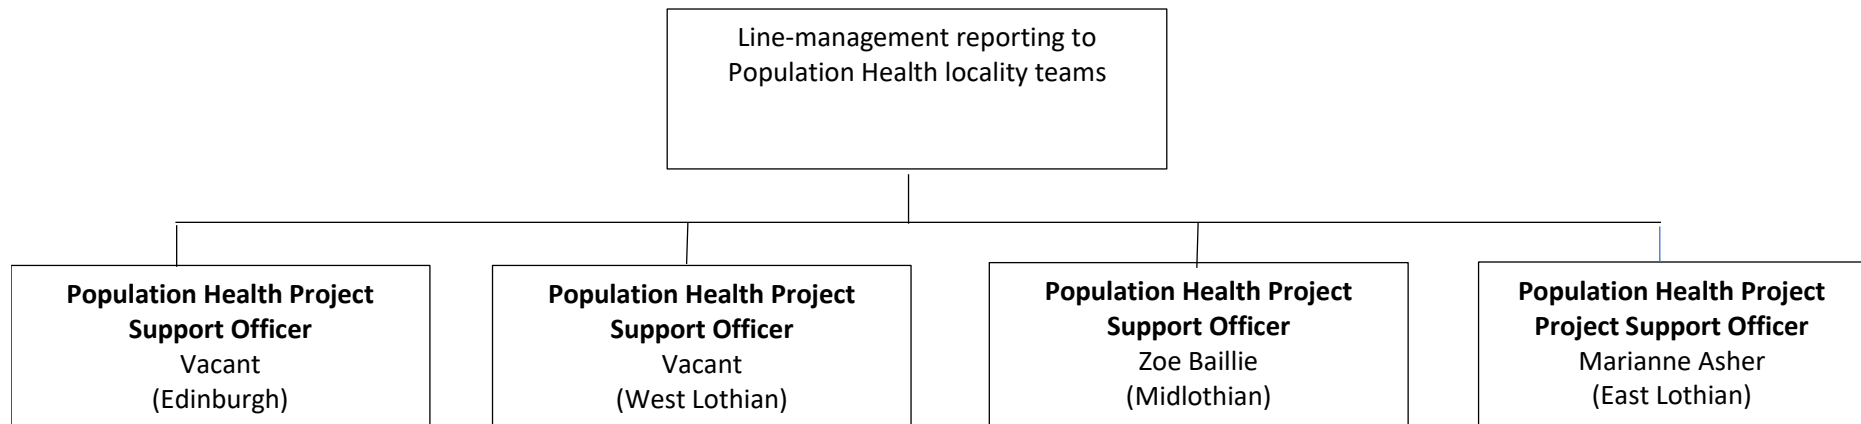 Line-management reporting to
Population Health locality teams
Population Health Project
Support Officer
Vacant
(Edinburgh)
Population Health Project
Support Officer
Vacant
(West Lothian)
Population Health Project
Support Officer
Zoe Baillie
(Midlothian)
Population Health Project
Project Support Officer
Marianne Asher
(East Lothian)